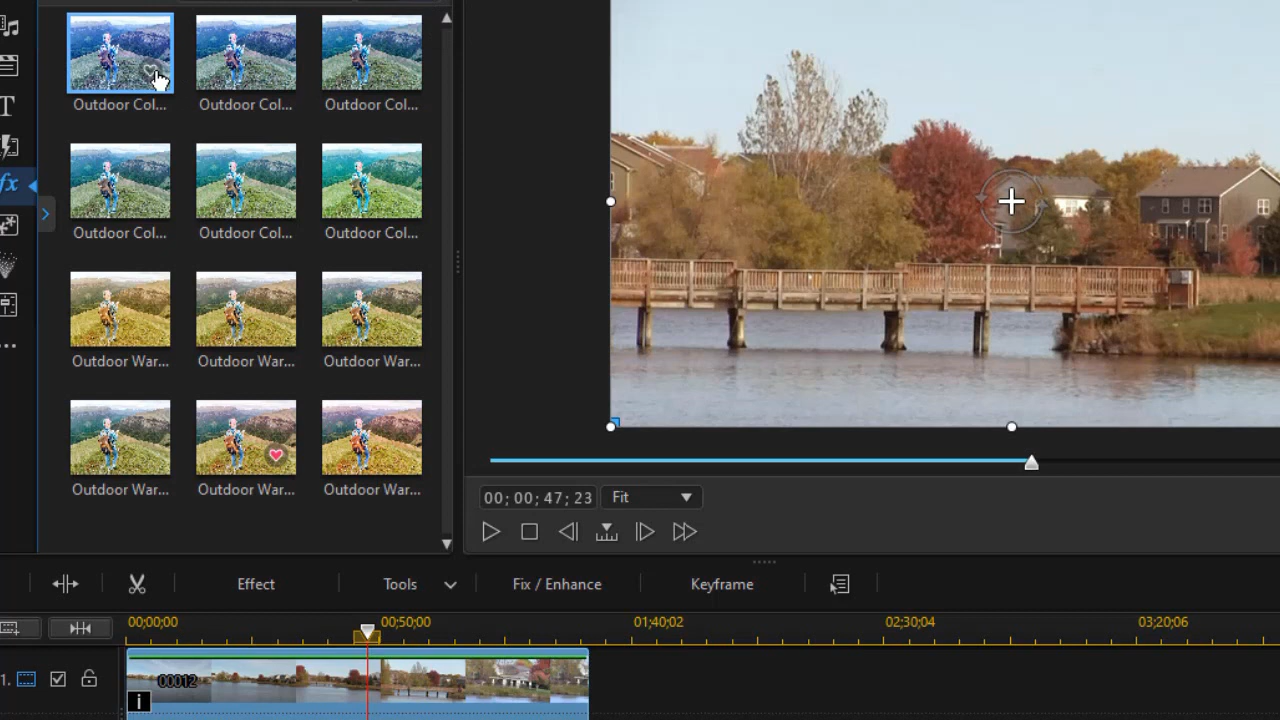 Outdoor Col... Outdoor Col... Outdoor Col...
T
fx
Outdoor Col... Outdoor Col... Outdoor Col...
Outdoor War... Outdoor War... Outdoor War...
Outdoor War... Outdoor War... Outdoor War...
00; 00; 47; 23 Fit
Effect Tools Fix / Enhance Keyframe
00;00;00 00;50;00 01;40;02 02;30;04 03;20;06
1. 00012
i